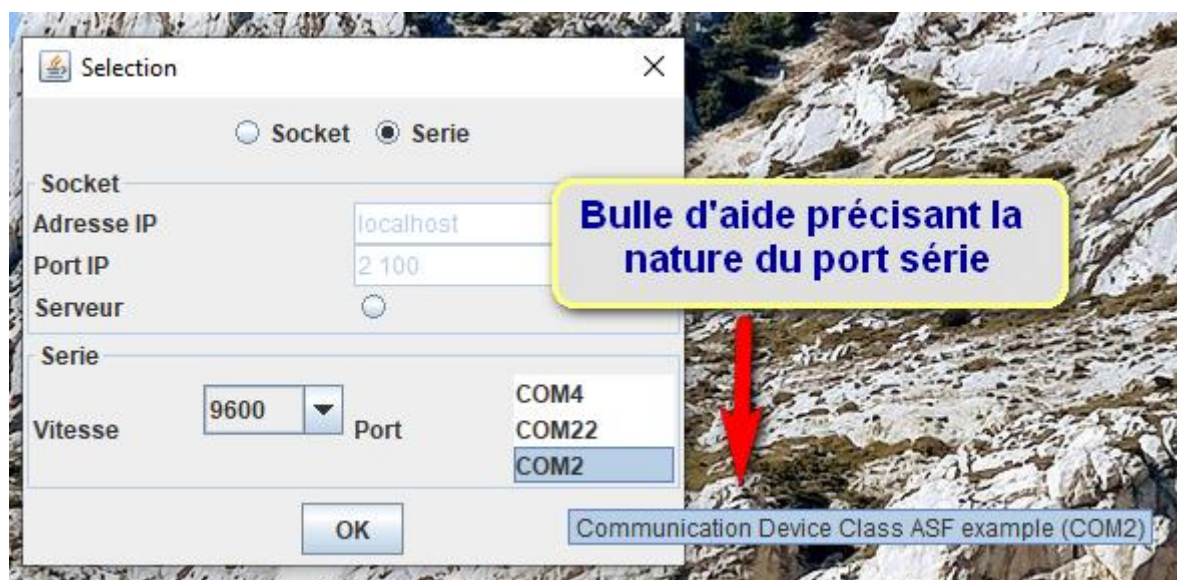 Selection
Socket Serie
Socket
Adresse IP localhost
Port IP 2 100
Serveur
Bulle d'aide précisant la
nature du port série
Serie
Vitesse 9600 Port
COM4
COM22
COM2
OK
Communication Device Class ASF example (COM2)